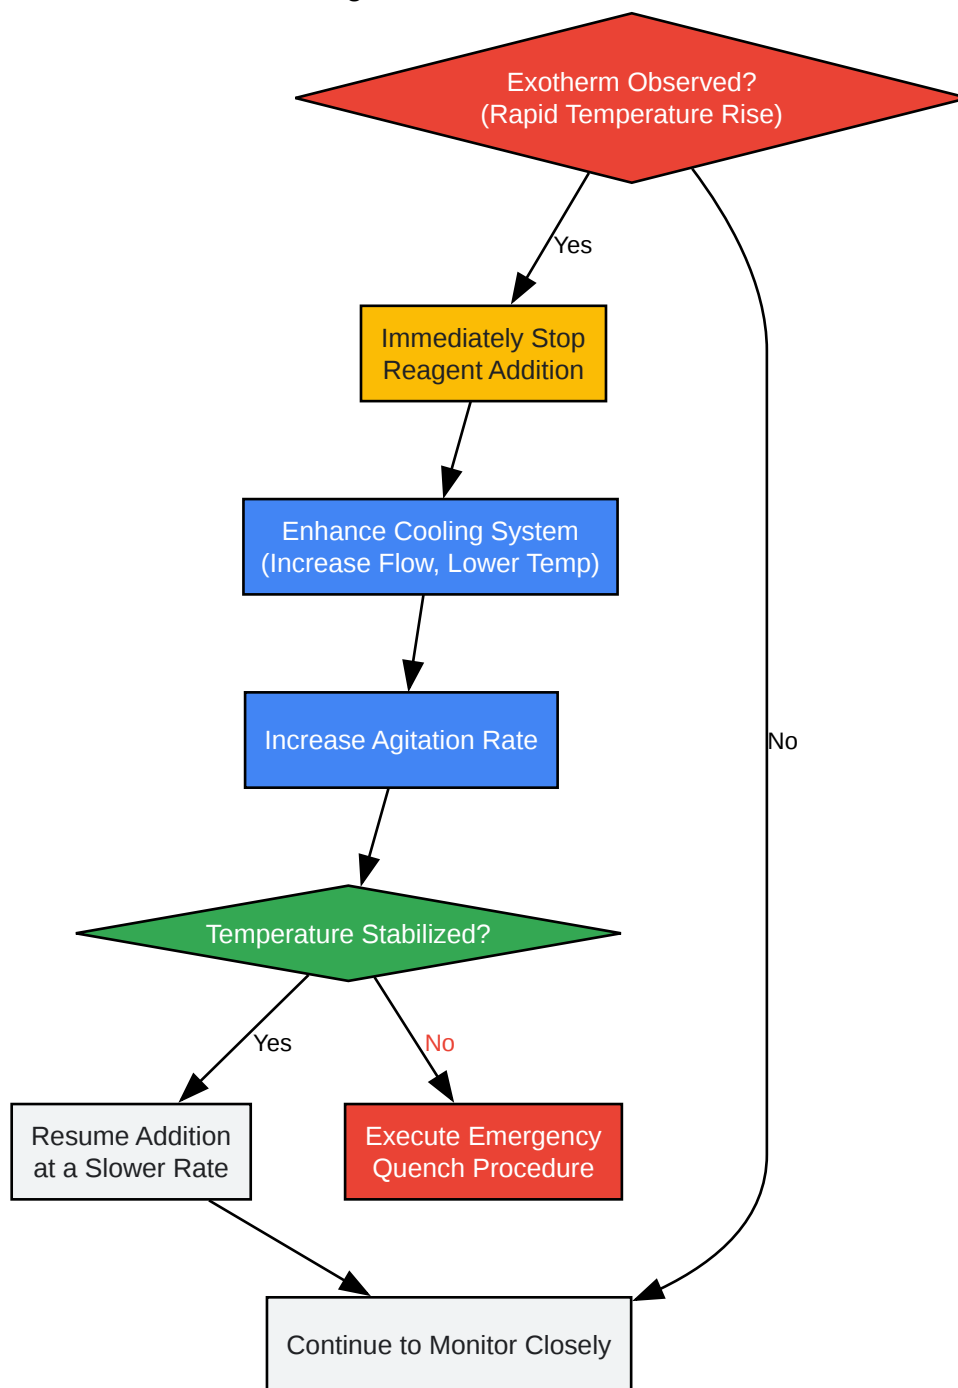 Exotherm Observed?
(Rapid Temperature Rise)
Yes
Immediately Stop
Reagent Addition
Enhance Cooling System
(Increase Flow, Lower Temp)
Increase Agitation Rate
No
Temperature Stabilized?
Yes
No
Resume Addition
at a Slower Rate
Execute Emergency
Quench Procedure
Continue to Monitor Closely